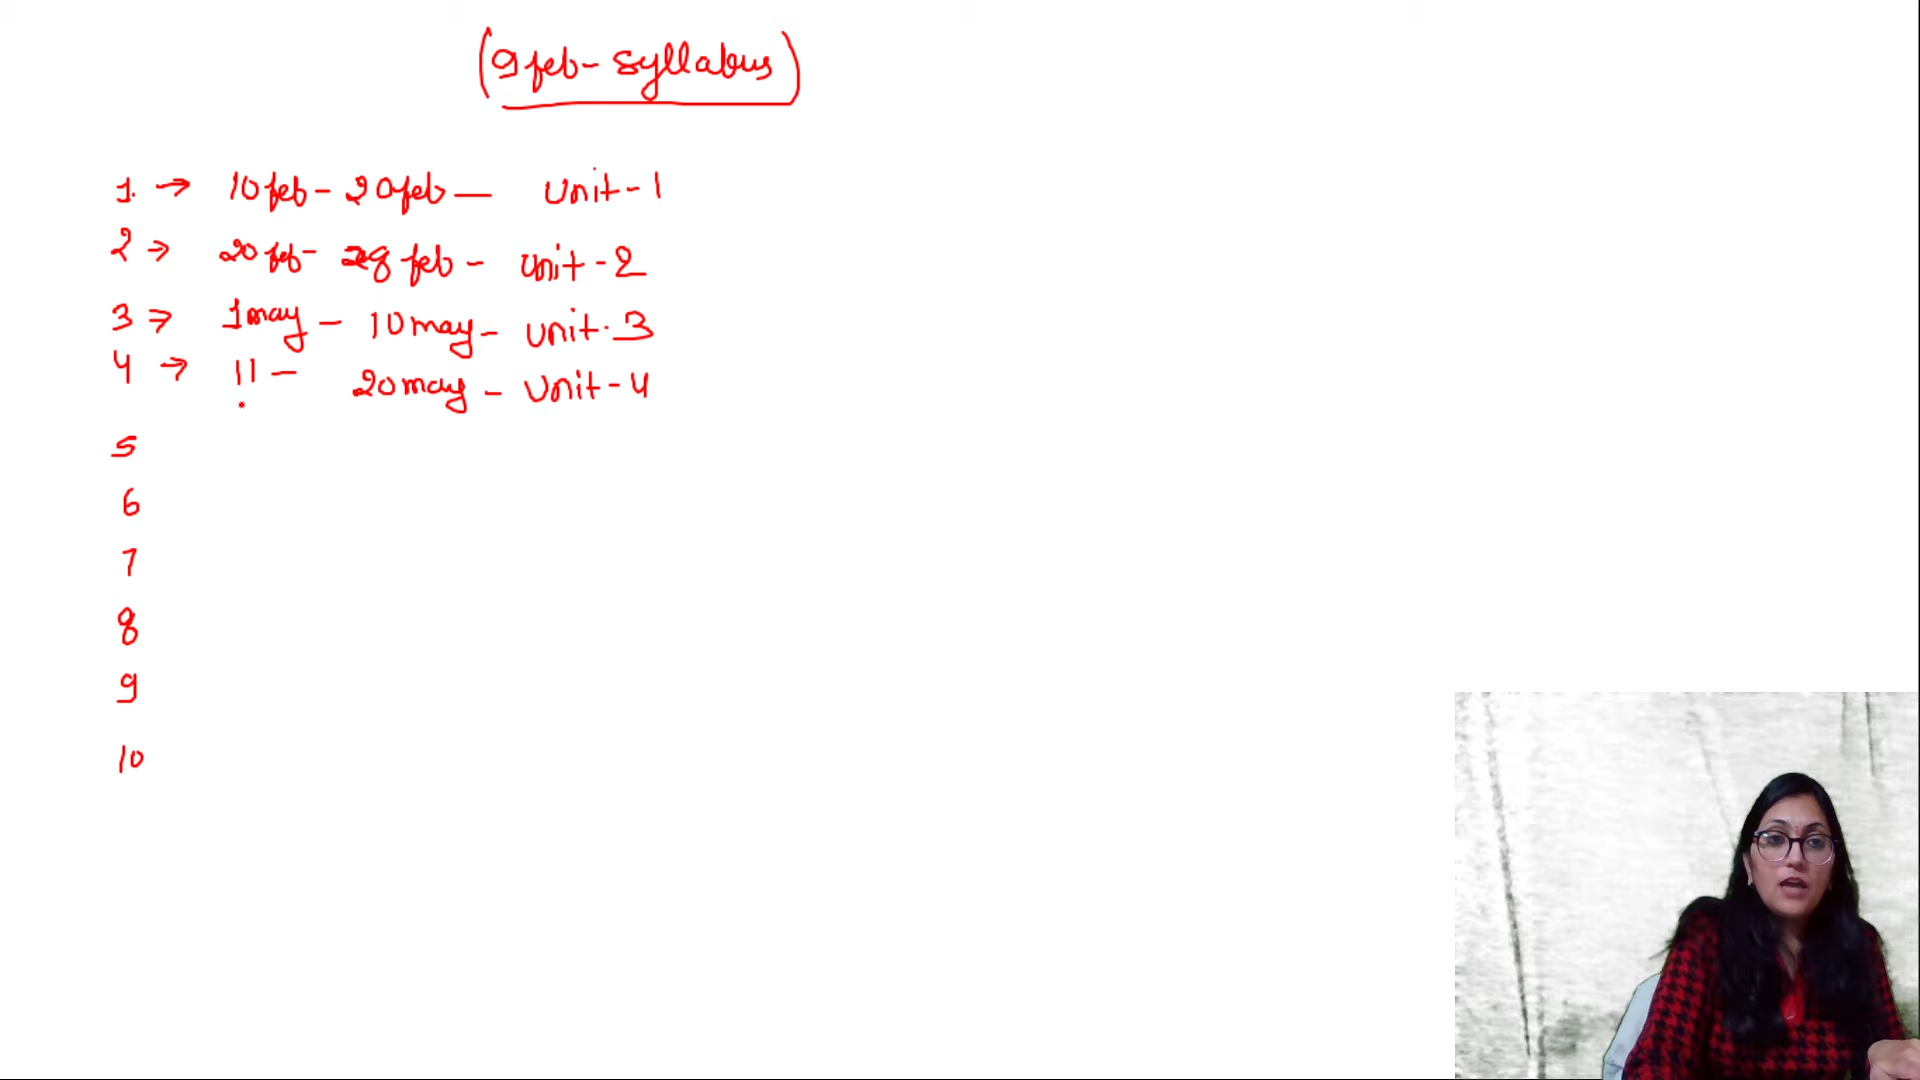 (9 feb - syllabus)
1. → 10 feb - 20 feb — Unit - 1
2 → 20 feb - 28 feb - Unit - 2
3 → 1 may - 10 may - Unit - 3
4 → 11 - 20 may - Unit - 4
5
6
7
8
9
10